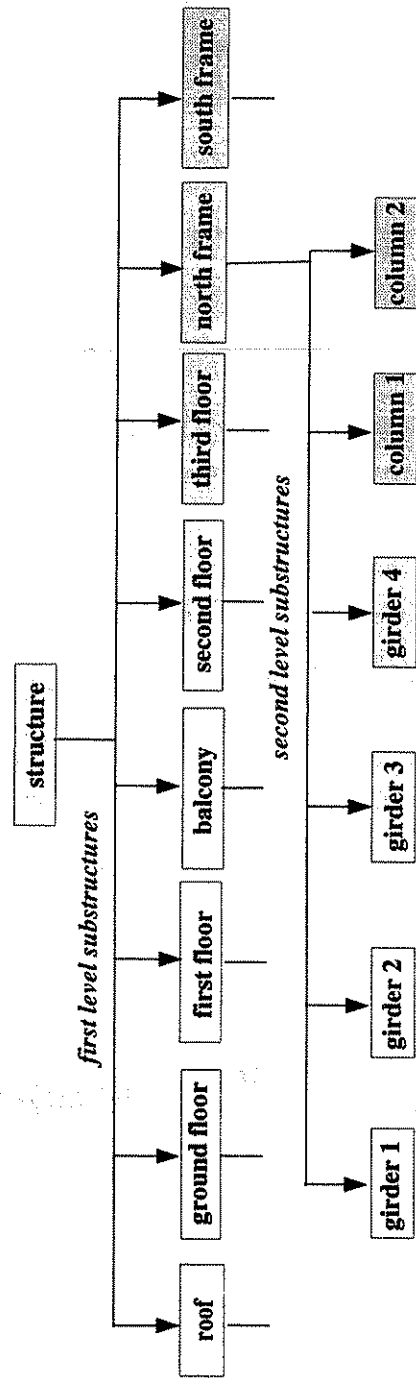 structure
first level substructures
roof
ground floor
first floor
balcony
second floor
third floor
north frame
south frame
second level substructures
girder 1
girder 2
girder 3
girder 4
column 1
column 2